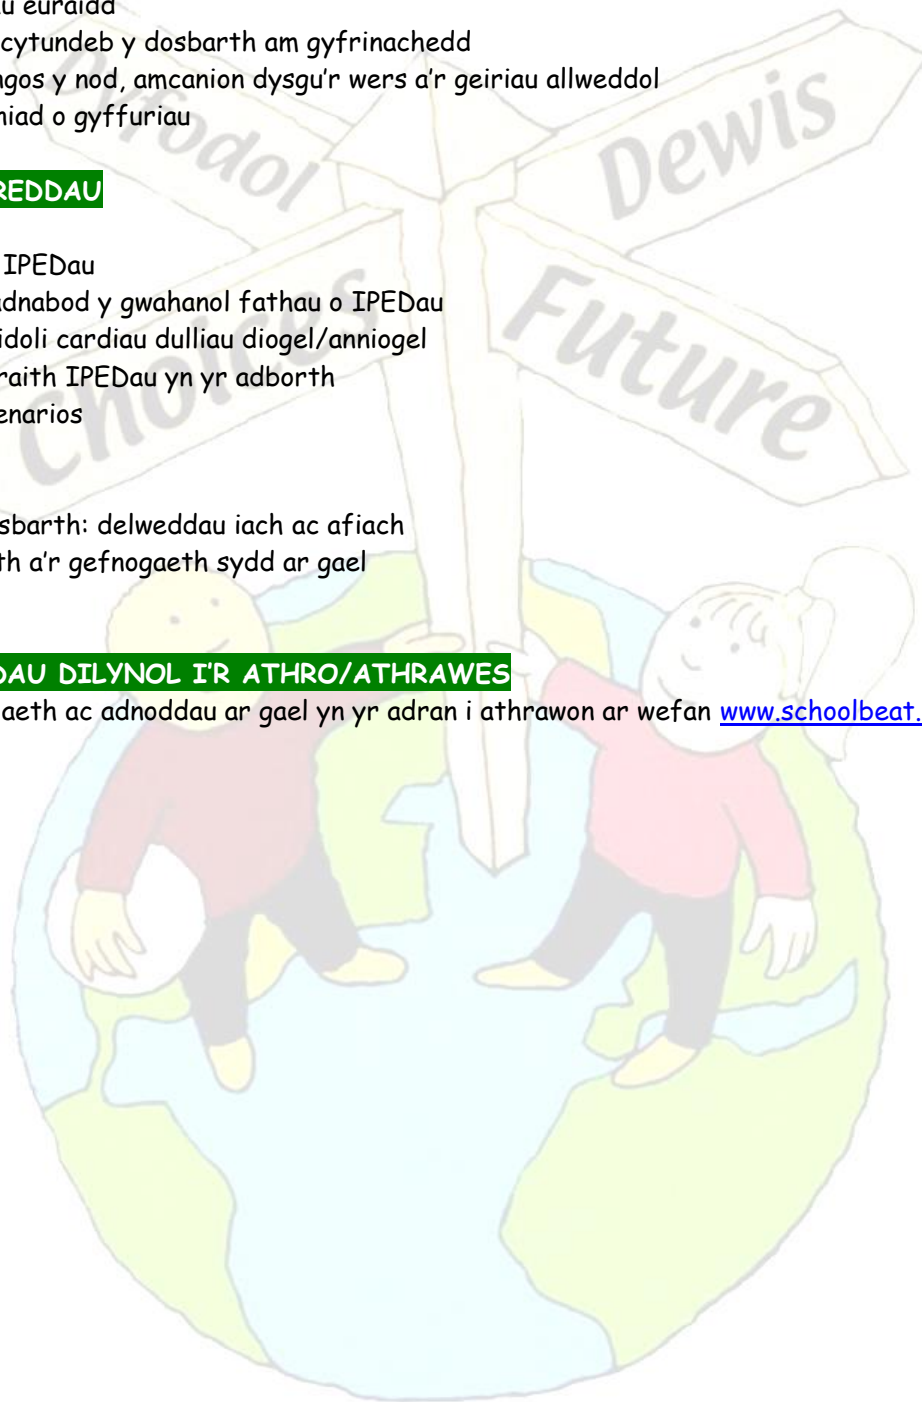 u euraidd
cytundeb y dosbarth am gyfrinachedd
ngos y nod, amcanion dysgu'r wers a'r geiriau allweddol
niad o gyffuriau
REDDAU
IPEDau
adnabod y gwahanol fathau o IPEDau
idoli cardiau dulliau diogel/anniogel
raith IPEDau yn yr adborth
enarios
sbarth: delweddau iach ac afiach
th a'r gefnogaeth sydd ar gael
DAU DILYNOL I'R ATHRO/ATHRAWES
aeth ac adnoddau ar gael yn yr adran i athrawon ar wefan www.schoolbeat.
Dyfodol
Dewis
Choices
Future